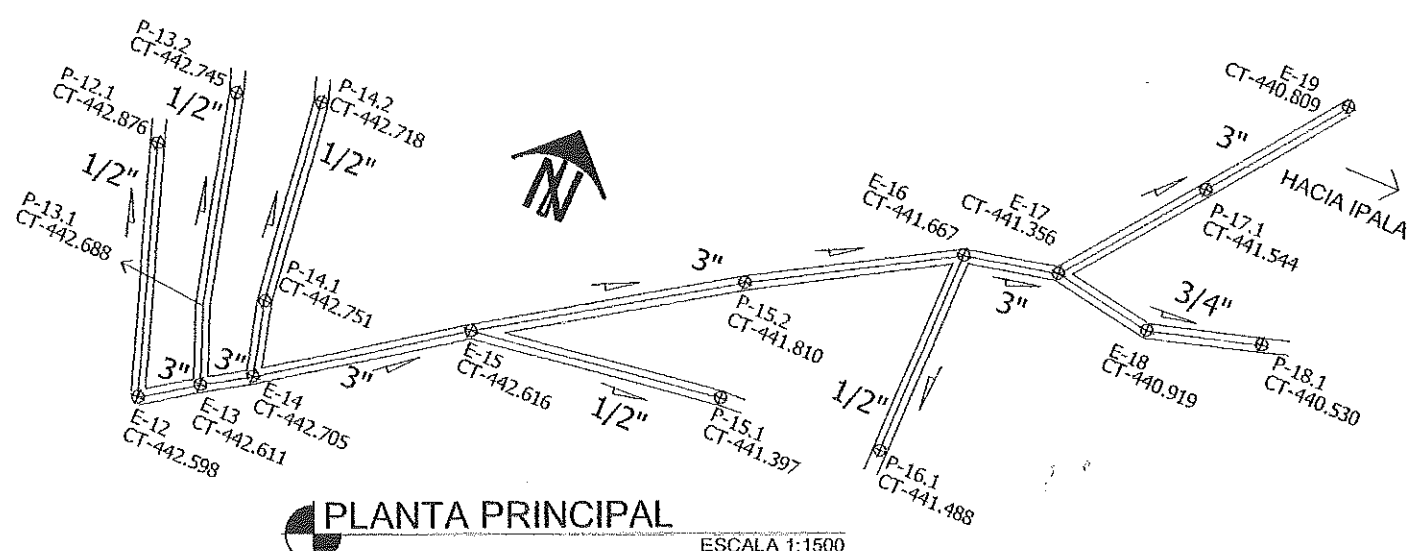 P-13.2
CT-442.745
P-12.1
CT-442.876
1/2"
1/2"
P-14.2
CT-442.718
1/2"
P-13.1
CT-442.688
P-14.1
CT-442.751
N
3"
3"
3"
E-12
CT-442.598
E-13
CT-442.611
E-14
CT-442.705
E-15
CT-442.616
1/2"
P-15.1
CT-441.397
3"
P-15.2
CT-441.810
E-16
CT-441.667
E-17
CT-441.356
3"
1/2"
P-16.1
CT-441.488
E-19
CT-440.809
3"
HACIA IPALA
P-17.1
CT-441.544
3/4"
E-18
CT-440.919
P-18.1
CT-440.530
PLANTA PRINCIPAL
ESCALA 1:1500